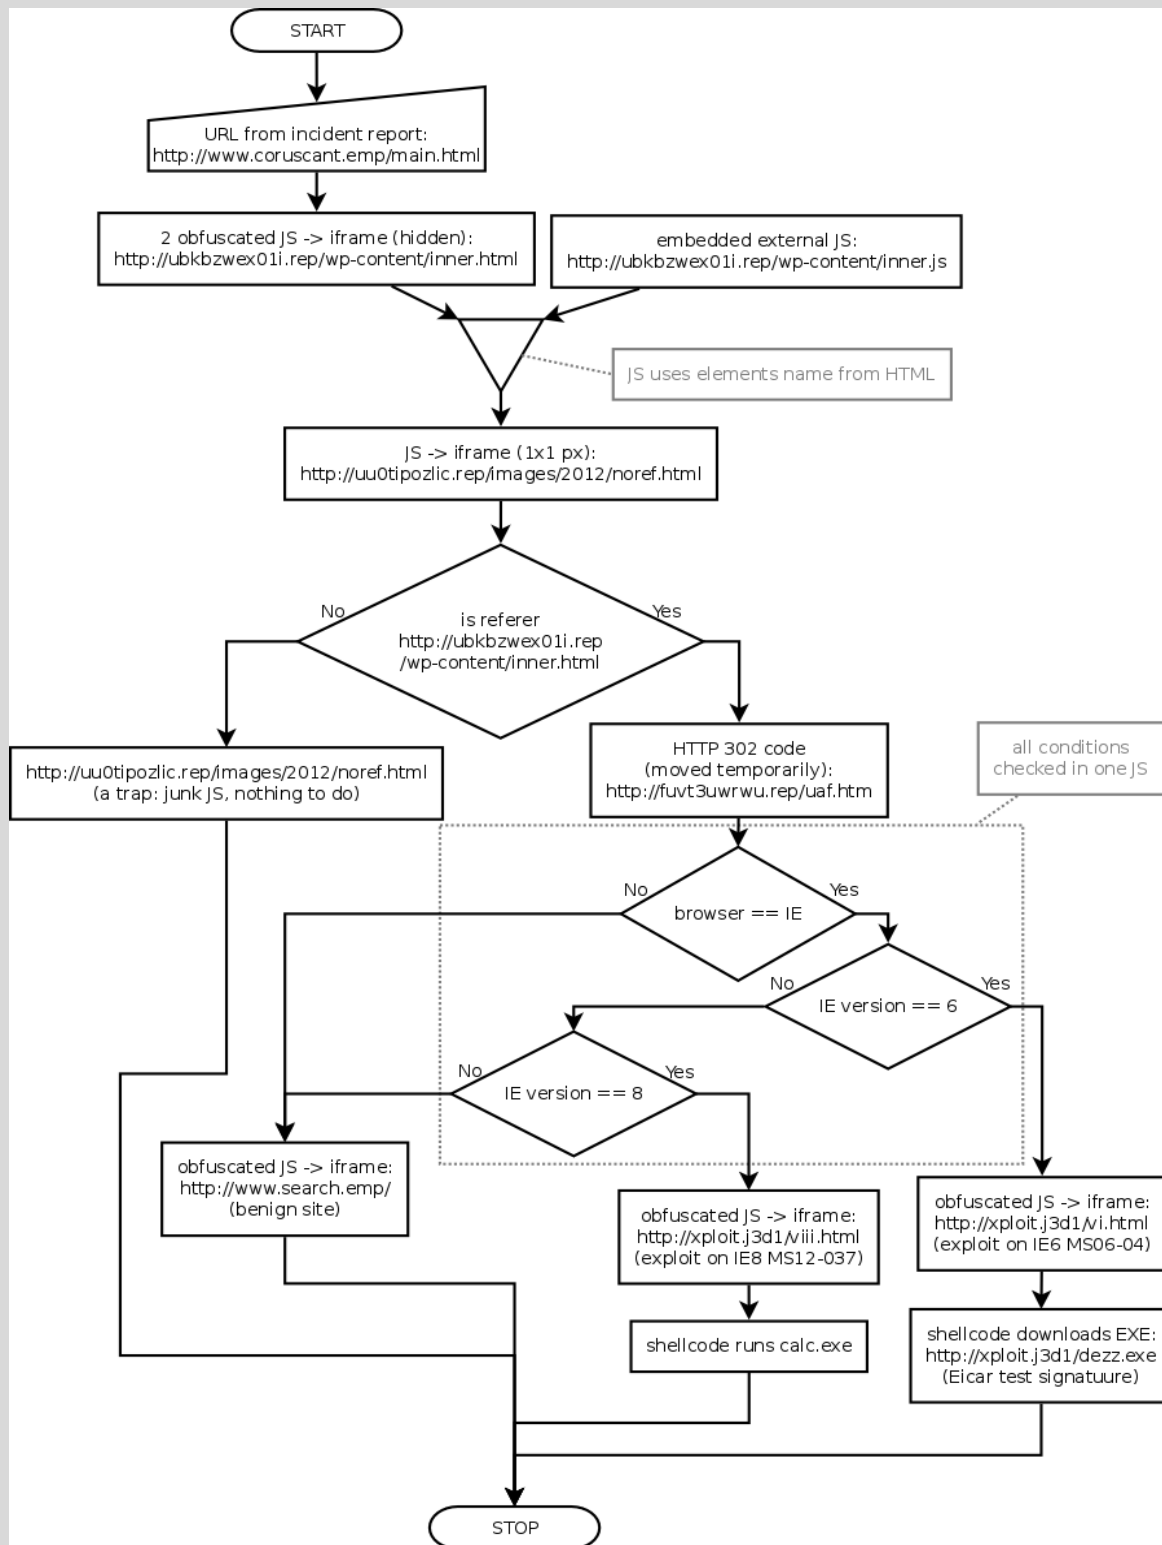 START
URL from incident report:
http://www.coruscant.emp/main.html
2 obfuscated JS -> iframe (hidden):
http://ubkbzwex01i.rep/wp-content/inner.html
embedded external JS:
http://ubkbzwex01i.rep/wp-content/inner.js
JS uses elements name from HTML
JS -> iframe (1x1 px):
http://uu0tipozlic.rep/images/2012/noref.html
No
Yes
is referer
http://ubkbzwex01i.rep
/wp-content/inner.html
http://uu0tipozlic.rep/images/2012/noref.html
(a trap: junk JS, nothing to do)
HTTP 302 code
(moved temporarily):
http://fuvt3uwrwu.rep/uaf.htm
all conditions
checked in one JS
No
Yes
browser == IE
No
Yes
IE version == 6
No
Yes
IE version == 8
obfuscated JS -> iframe:
http://www.search.emp/
(benign site)
obfuscated JS -> iframe:
http://xploit.j3d1/viii.html
(exploit on IE8 MS12-037)
obfuscated JS -> iframe:
http://xploit.j3d1/vi.html
(exploit on IE6 MS06-04)
shellcode runs calc.exe
shellcode downloads EXE:
http://xploit.j3d1/dezz.exe
(Eicar test signatuure)
STOP